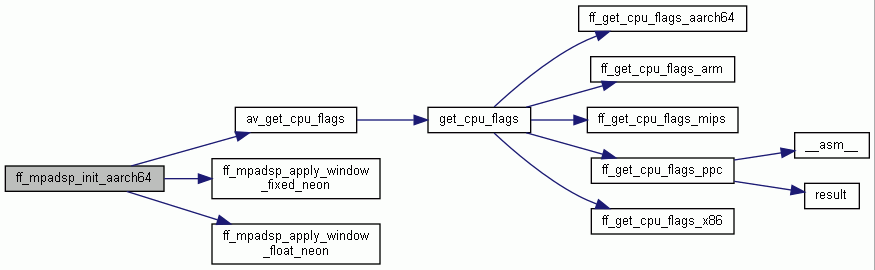 ff_mpadsp_init_aarch64
av_get_cpu_flags
ff_mpadsp_apply_window
_fixed_neon
ff_mpadsp_apply_window
_float_neon
get_cpu_flags
ff_get_cpu_flags_aarch64
ff_get_cpu_flags_arm
ff_get_cpu_flags_mips
ff_get_cpu_flags_ppc
ff_get_cpu_flags_x86
__asm__
result